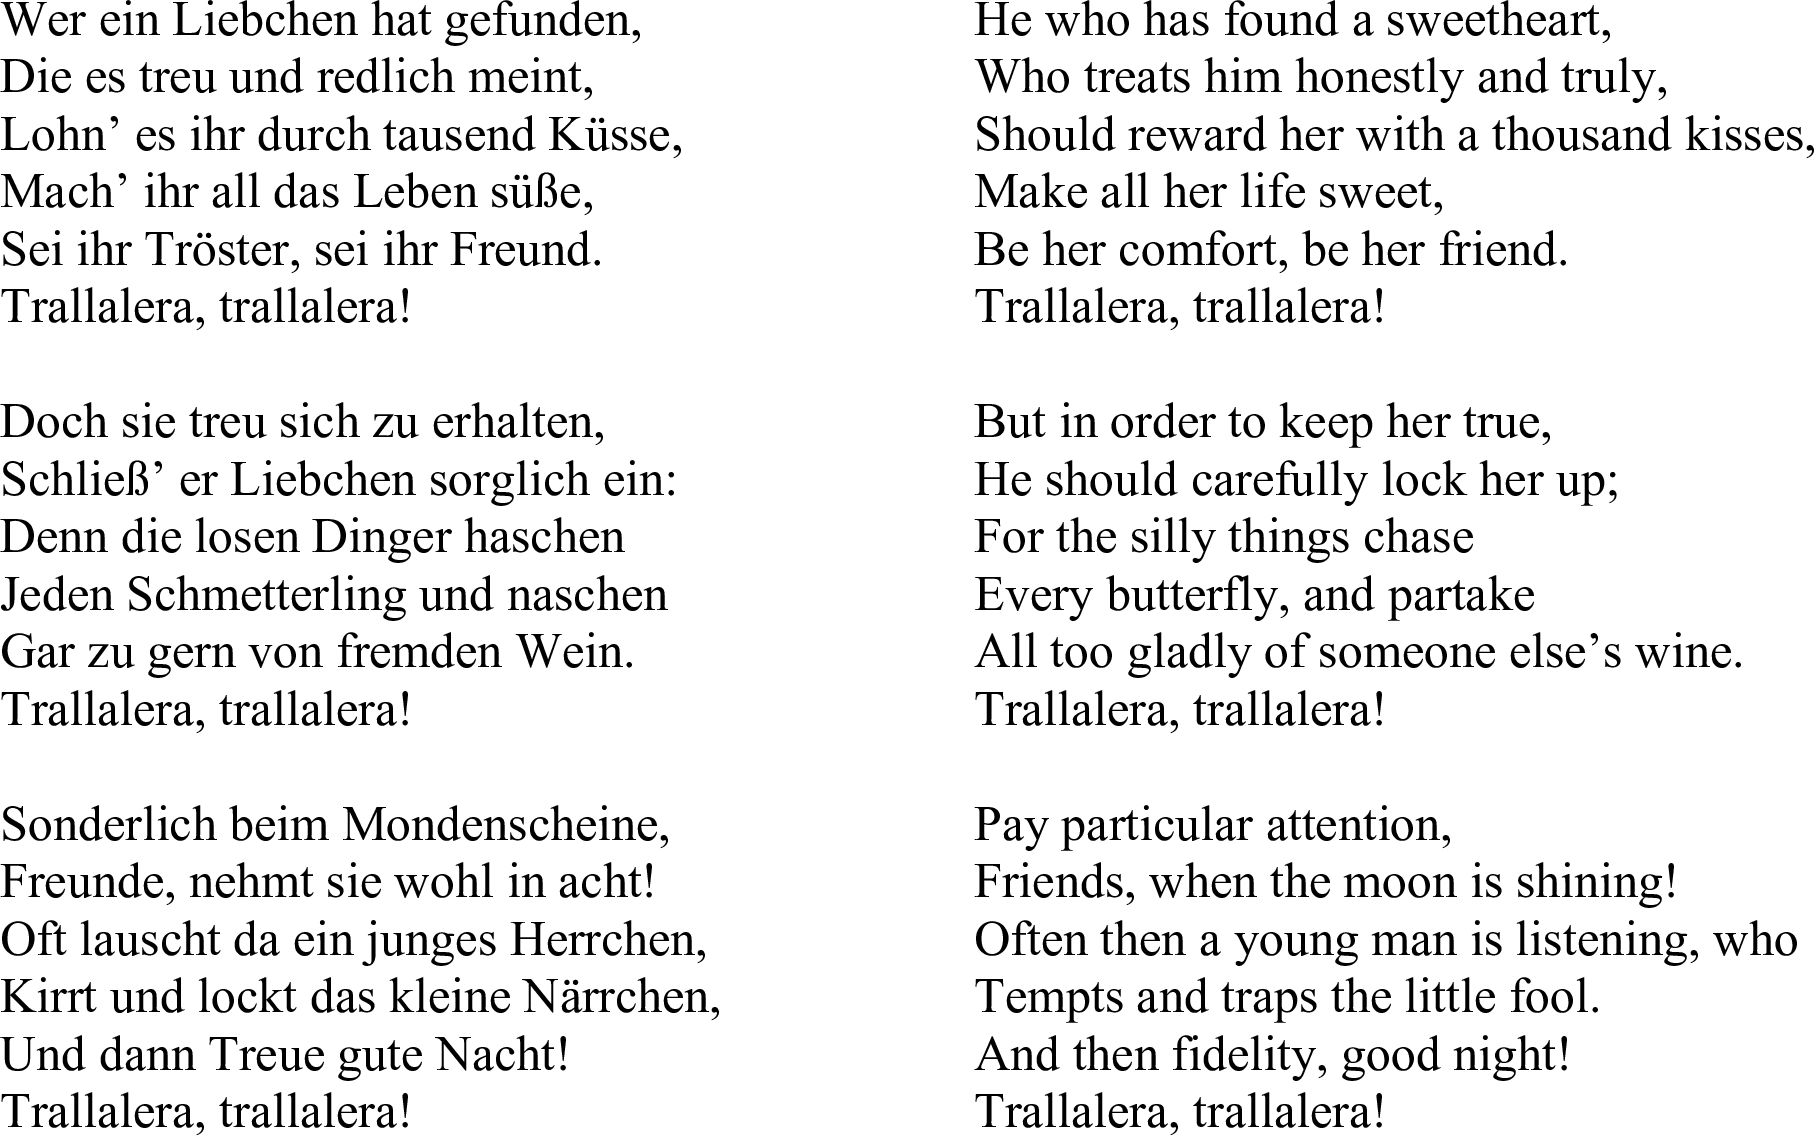 Wer ein Liebchen hat gefunden,
Die es treu und redlich meint,
Lohn’ es ihr durch tausend Küsse,
Mach’ ihr all das Leben süße,
Sei ihr Tröster, sei ihr Freund.
Trallalera, trallalera!

Doch sie treu sich zu erhalten,
Schließ’ er Liebchen sorglich ein:
Denn die losen Dinger haschen
Jeden Schmetterling und naschen
Gar zu gern von fremden Wein.
Trallalera, trallalera!

Sonderlich beim Mondenscheine,
Freunde, nehmt sie wohl in acht!
Oft lauscht da ein junges Herrchen,
Kirrt und lockt das kleine Närrchen,
Und dann Treue gute Nacht!
Trallalera, trallalera!

He who has found a sweetheart,
Who treats him honestly and truly,
Should reward her with a thousand kisses,
Make all her life sweet,
Be her comfort, be her friend.
Trallalera, trallalera!

But in order to keep her true,
He should carefully lock her up;
For the silly things chase
Every butterfly, and partake
All too gladly of someone else’s wine.
Trallalera, trallalera!

Pay particular attention,
Friends, when the moon is shining!
Often then a young man is listening, who
Tempts and traps the little fool.
And then fidelity, good night!
Trallalera, trallalera!